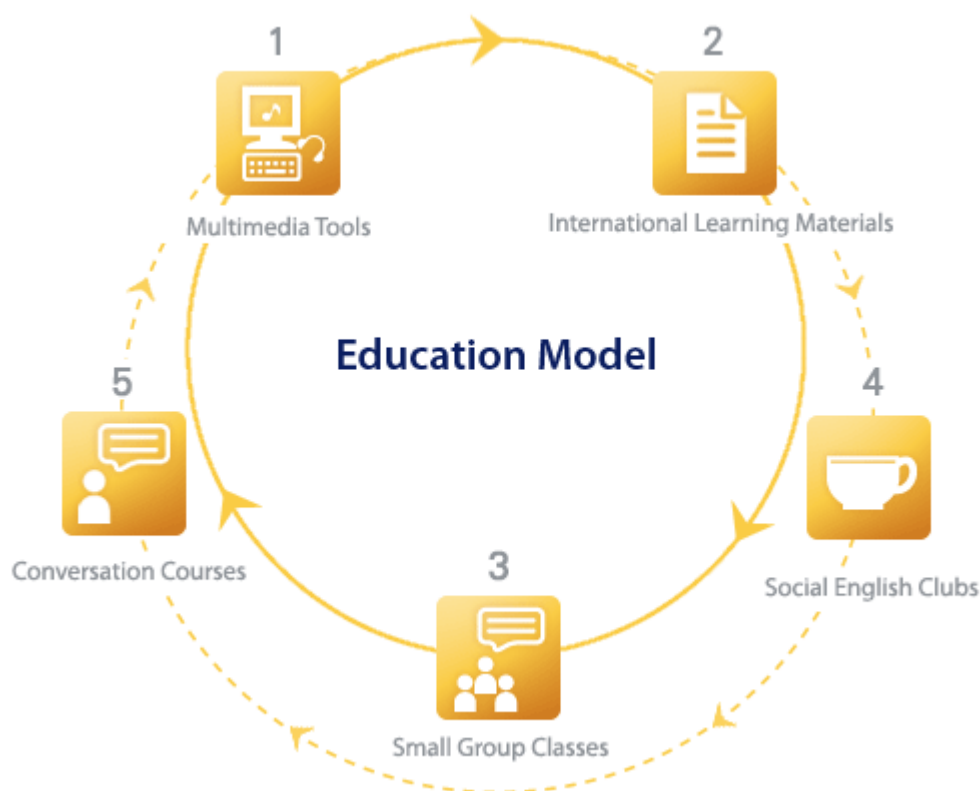 1
2
Multimedia Tools
International Learning Materials
Education Model
5
4
Conversation Courses
3
Social English Clubs
Small Group Classes